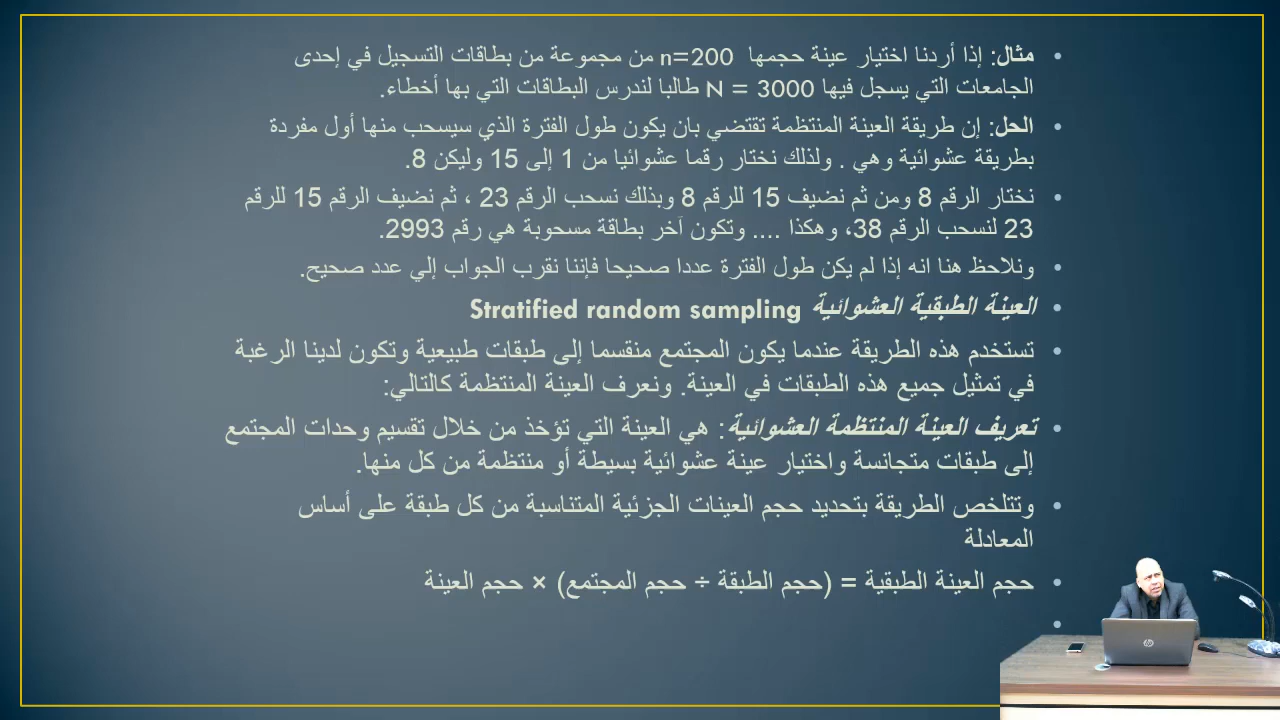 مثال: إذا أردنا اختيار عينة حجمها n=200 من مجموعة من بطاقات التسجيل في إحدى
الجامعات التي يسجل فيها N = 3000 طالبا لندرس البطاقات التي بها أخطاء.
الحل: إن طريقة العينة المنتظمة تقتضي بان يكون طول الفترة الذي سيسحب منها أول مفردة
بطريقة عشوائية وهي . ولذلك نختار رقما عشوائيا من 1 إلى 15 وليكن 8.
نختار الرقم 8 ومن ثم نضيف 15 للرقم 8 وبذلك نسحب الرقم 23 ، ثم نضيف الرقم 15 للرقم
23 لنسحب الرقم 38، وهكذا .... وتكون آخر بطاقة مسحوبة هي رقم 2993.
ونلاحظ هنا انه إذا لم يكن طول الفترة عددا صحيحا فإننا نقرب الجواب إلي عدد صحيح.
العينة الطبقية العشوائية Stratified random sampling
تستخدم هذه الطريقة عندما يكون المجتمع منقسما إلى طبقات طبيعية وتكون لدينا الرغبة
في تمثيل جميع هذه الطبقات في العينة. ونعرف العينة المنتظمة كالتالي:
تعريف العينة المنتظمة العشوائية: هي العينة التي تؤخذ من خلال تقسيم وحدات المجتمع
إلى طبقات متجانسة واختيار عينة عشوائية بسيطة أو منتظمة من كل منها.
وتتلخص الطريقة بتحديد حجم العينات الجزئية المتناسبة من كل طبقة على أساس
المعادلة
حجم العينة الطبقية = (حجم الطبقة ÷ حجم المجتمع) × حجم العينة